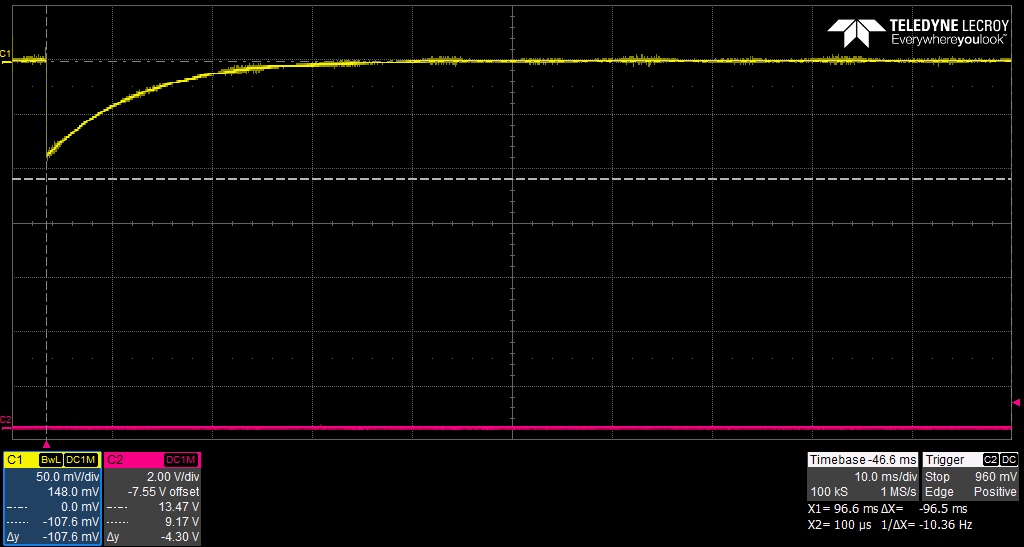 TELEDYNE LECROY
Everywhereyoulook™
C1
C2
C1 BwL DC1M
50.0 mV/div
148.0 mV
0.0 mV
-107.6 mV
Δy -107.6 mV
C2 DC1M
2.00 V/div
-7.55 V offset
13.47 V
9.17 V
Δy -4.30 V
Timebase -46.6 ms
10.0 ms/div
100 kS 1 MS/s
Trigger C2 DC
Stop 960 mV
Edge Positive
X1= 96.6 ms ΔX= -96.5 ms
X2= 100 µs 1/ΔX= -10.36 Hz